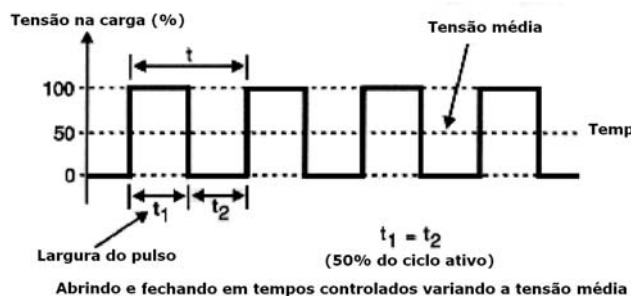 Tensão na carga (%)
Tensão média
t
100
50
Temp
0
t1
t2
Largura do pulso
t1 = t2
(50% do ciclo ativo)
Abrindo e fechando em tempos controlados variando a tensão média